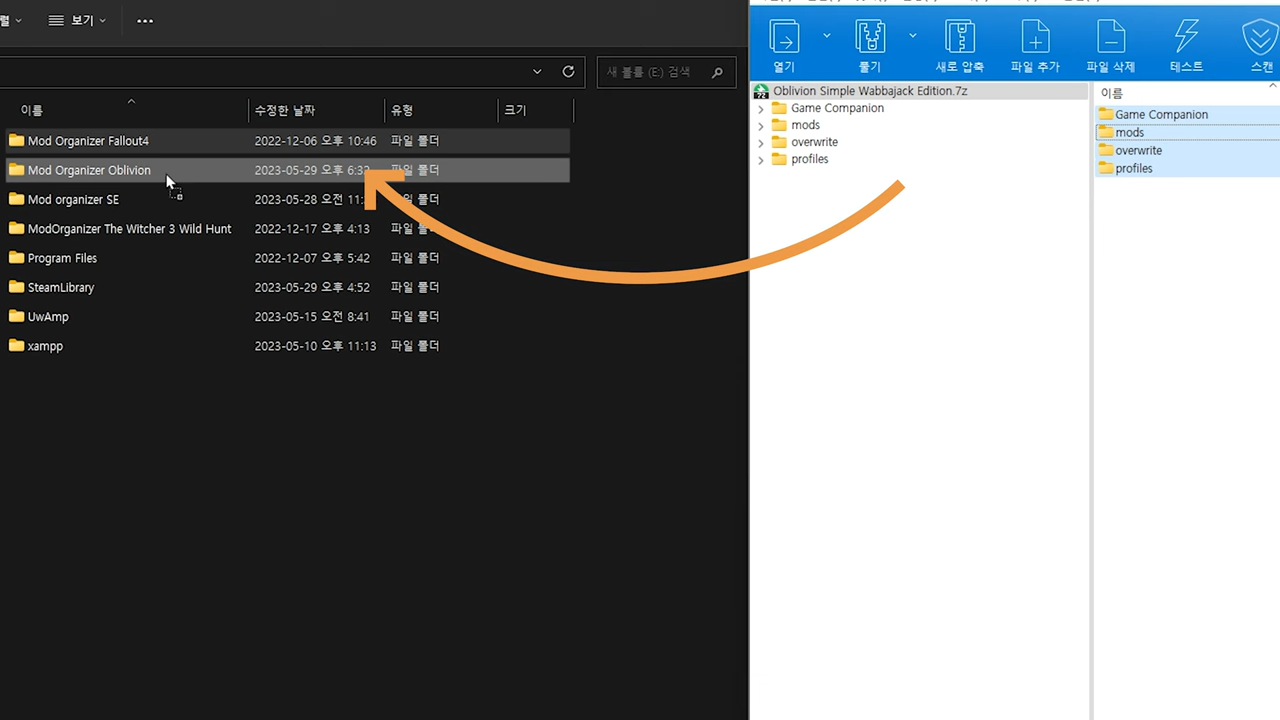 렬
보기
새 볼륨 (E:) 검색
이름 수정한 날짜 유형 크기
Mod Organizer Fallout4 2022-12-06 오후 10:46 파일 폴더
Mod Organizer Oblivion 2023-05-29 오후 6:32 파일 폴더
Mod organizer SE 2023-05-28 오전 11: 파일 폴더
ModOrganizer The Witcher 3 Wild Hunt 2022-12-17 오후 4:13 파일 폴더
Program Files 2022-12-07 오후 5:42 파일 폴더
SteamLibrary 2023-05-29 오후 4:52 파일 폴더
UwAmp 2023-05-15 오전 8:41 파일 폴더
xampp 2023-05-10 오후 11:13 파일 폴더
열기 풀기 새로 압축 파일 추가 파일 삭제 테스트 스캔
Oblivion Simple Wabbajack Edition.7z
Game Companion
mods
overwrite
profiles
이름
Game Companion
mods
overwrite
profiles